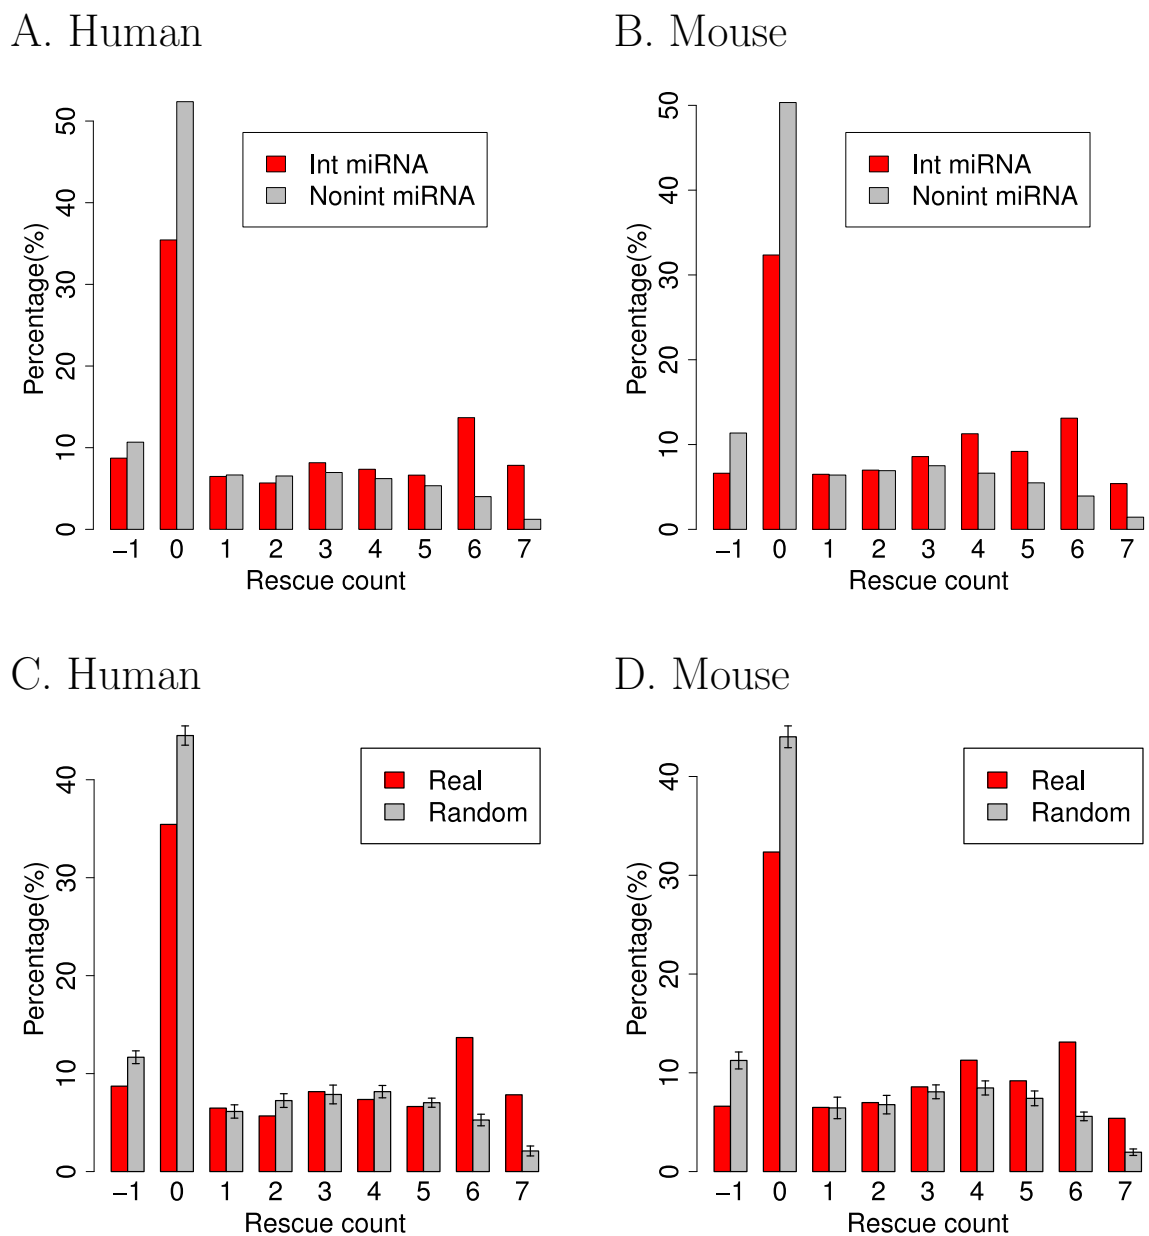 A. Human
B. Mouse
Percentage(%)
0 10 20 30 40 50
Int miRNA
Nonint miRNA
−1 0 1 2 3 4 5 6 7
Rescue count
Percentage(%)
0 10 20 30 40 50
Int miRNA
Nonint miRNA
−1 0 1 2 3 4 5 6 7
Rescue count
C. Human
D. Mouse
Percentage(%)
0 10 20 30 40
Real
Random
−1 0 1 2 3 4 5 6 7
Rescue count
Percentage(%)
0 10 20 30 40
Real
Random
−1 0 1 2 3 4 5 6 7
Rescue count